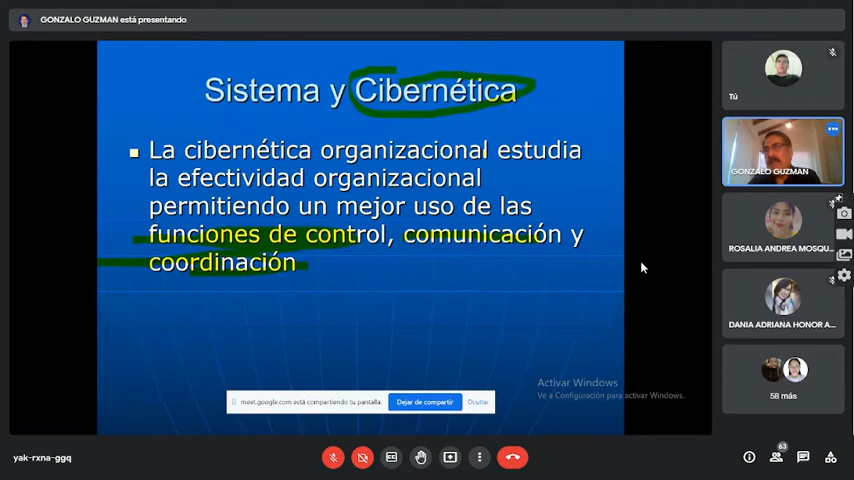 GONZALO GUZMAN está presentando
Sistema y Cibernética
La cibernética organizacional estudia
la efectividad organizacional
permitiendo un mejor uso de las
funciones de control, comunicación y
coordinación
Tú
GONZALO GUZMAN
ROSALIA ANDREA MOSQU...
DANIA ADRIANA HONOR A...
58 más
Activar Windows
Ve a Configuración para activar Windows.
meet.google.com está compartiendo tu pantalla.
Dejar de compartir
Ocultar
yak-rxna-ggq
63